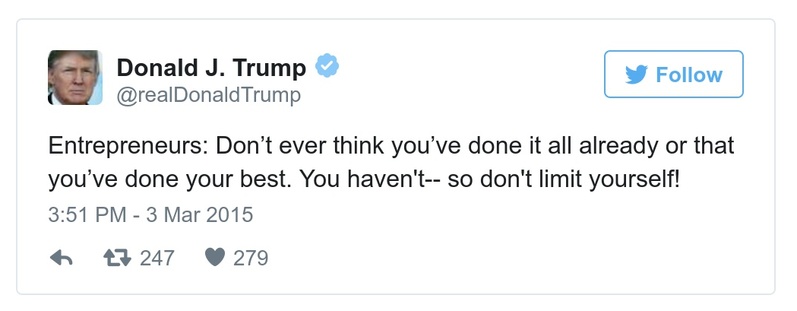 Donald J. Trump
@realDonaldTrump
Follow
Entrepreneurs: Don’t ever think you’ve done it all already or that
you’ve done your best. You haven't-- so don't limit yourself!
3:51 PM - 3 Mar 2015
247 279